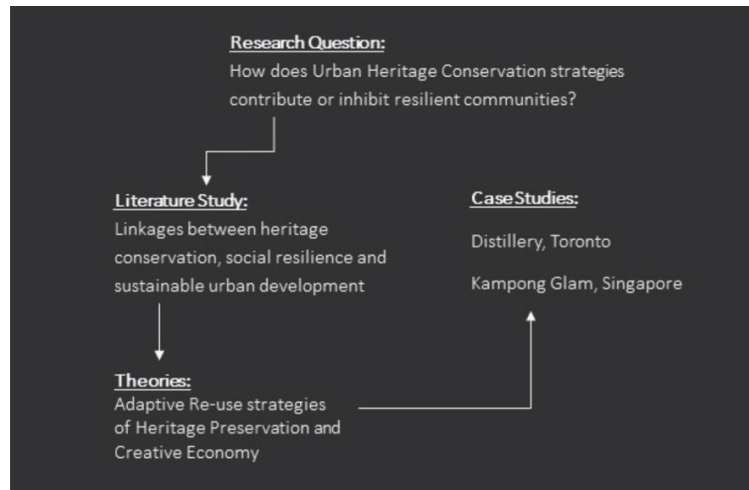 Research Question:
How does Urban Heritage Conservation strategies
contribute or inhibit resilient communities?
Literature Study:
Linkages between heritage
conservation, social resilience and
sustainable urban development
Theories:
Adaptive Re-use strategies
of Heritage Preservation and
Creative Economy
Case Studies:
Distillery, Toronto
Kampong Glam, Singapore